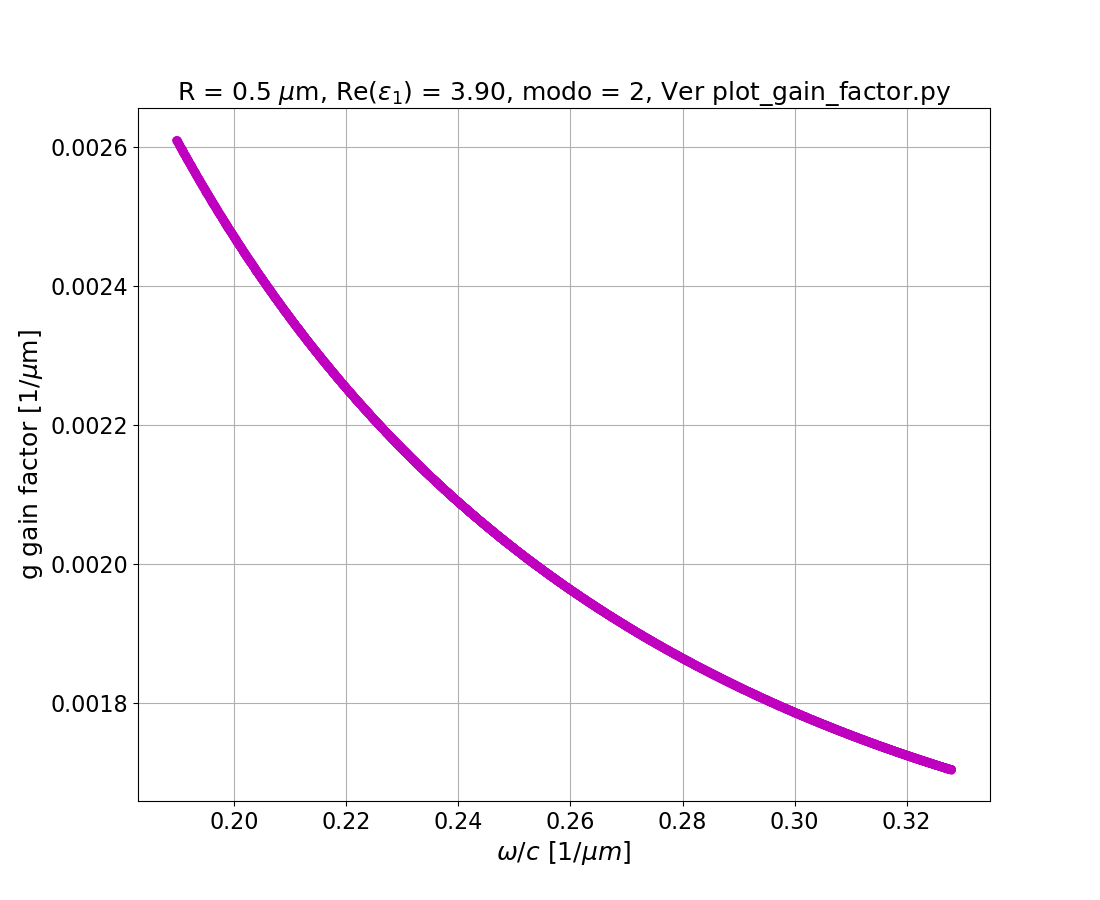 R = 0.5 μm, Re(ε₁) = 3.90, modo = 2, Ver plot_gain_factor.py
g gain factor [1/μm]
0.0026
0.0024
0.0022
0.0020
0.0018
0.20 0.22 0.24 0.26 0.28 0.30 0.32
ω/c [1/μm]